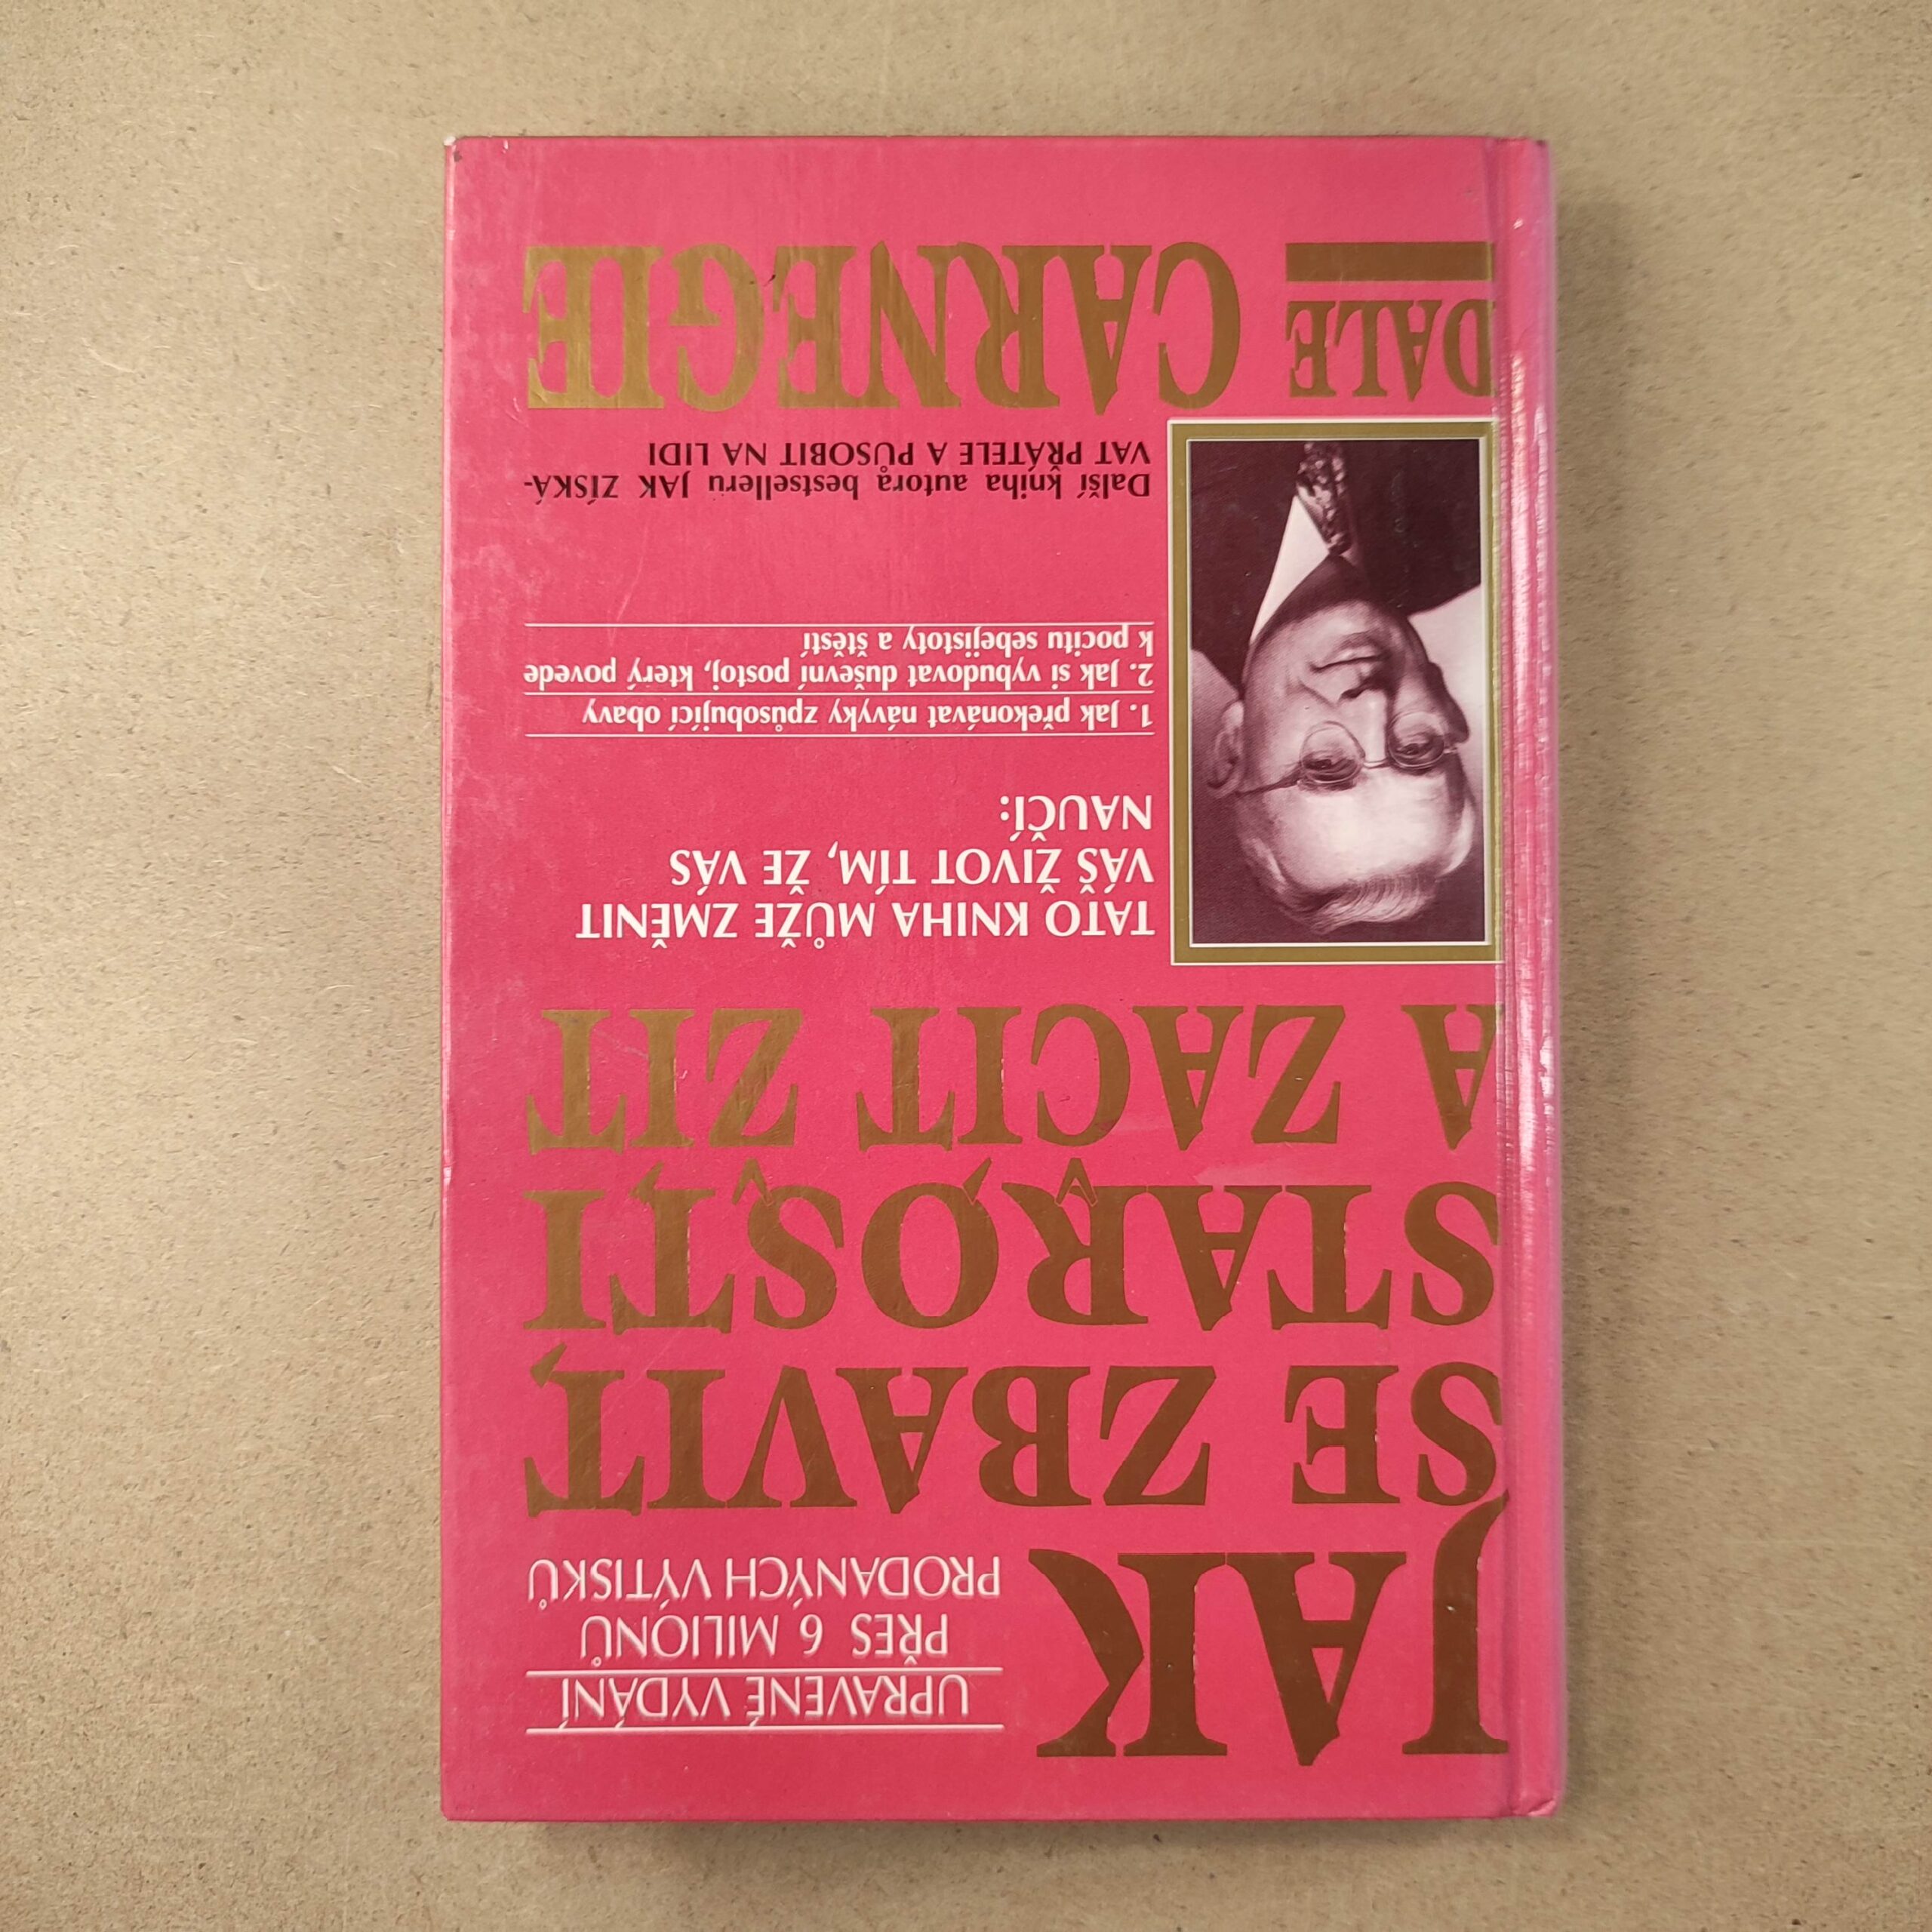 JAK
UPRAVENÉ VYDÁNÍ
PŘES 6 MILIONŮ
PRODANÝCH VÝTISKŮ
SE ZBAVIT
STAROSTÍ
A ZAČÍT ŽÍT
TATO KNIHA MŮŽE ZMĚNIT
VÁŠ ŽIVOT TÍM, ŽE VÁS
NAUČÍ:
1. Jak překonávat návyky způsobující obavy
2. Jak si vybudovat duševní postoj, který povede
k pocitu sebejistoty a štěstí
Další kniha autora bestselleru JAK ZÍSKÁ-
VAT PŘÁTELE A PŮSOBIT NA LIDI
DALE CARNEGIE